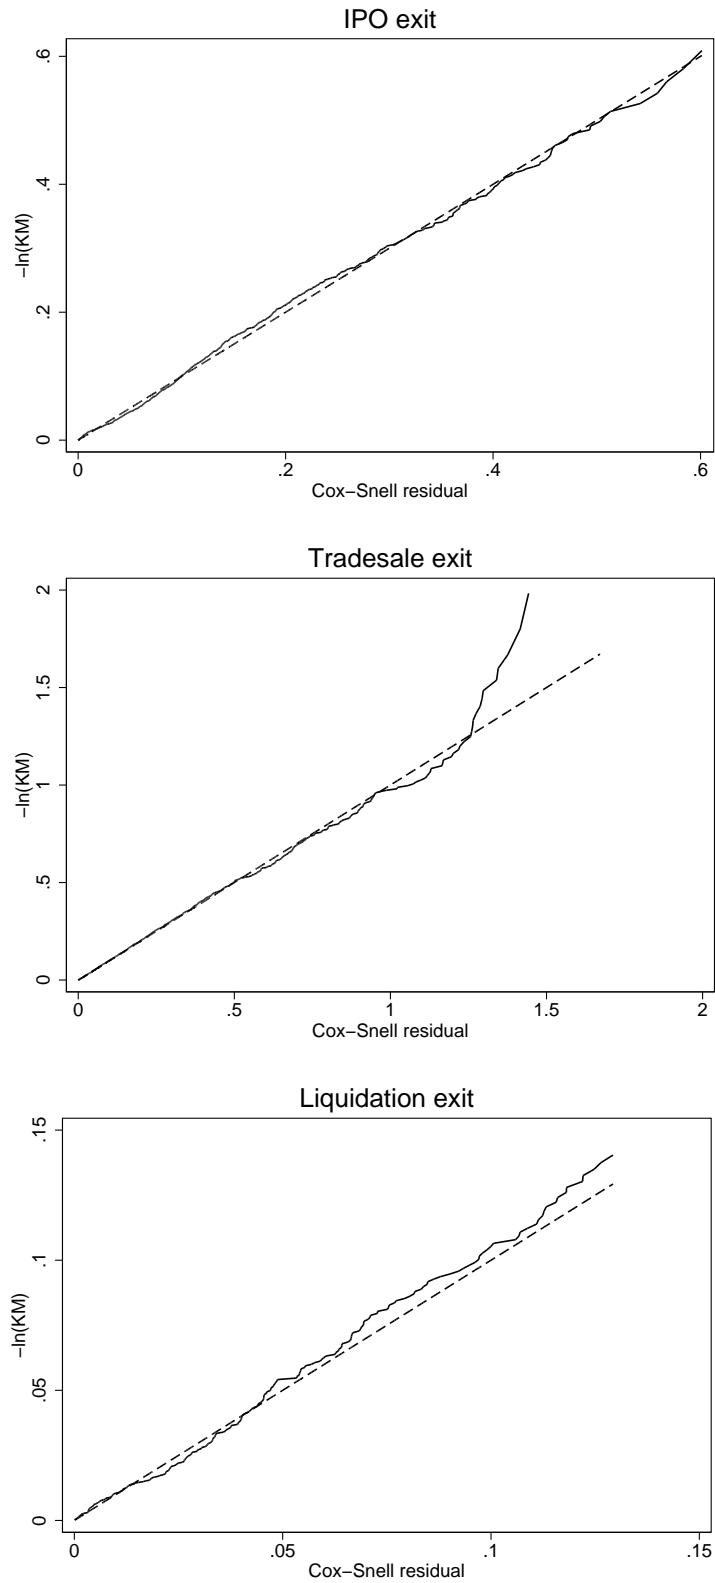 IPO exit
.6
.4
.2
0
−ln(KM)
0 .2 .4 .6
Cox−Snell residual
Tradesale exit
2
1.5
1
.5
0
−ln(KM)
0 .5 1 1.5 2
Cox−Snell residual
Liquidation exit
.15
.1
.05
0
−ln(KM)
0 .05 .1 .15
Cox−Snell residual